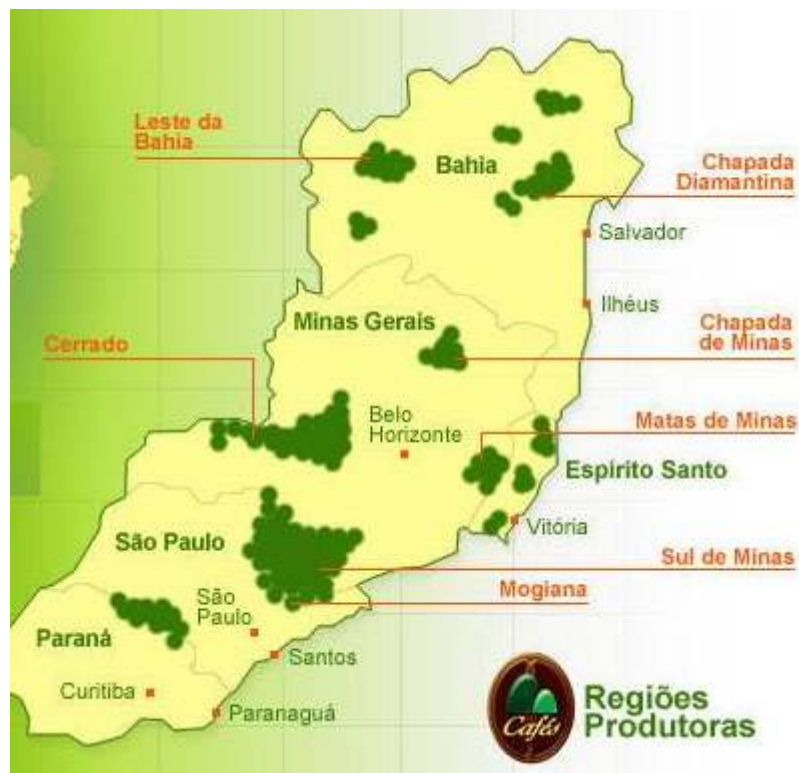 Leste da
Bahia
Bahia
Chapada
Diamantina
Salvador
Ilhéus
Minas Gerais
Chapada
de Minas
Cerrado
Belo
Horizonte
Matas de Minas
Espírito Santo
Vitória
São Paulo
Sul de Minas
Mogiana
São
Paulo
Paraná
Santos
Curitiba
Paranaguá
Cafés
Regiões
Produtoras